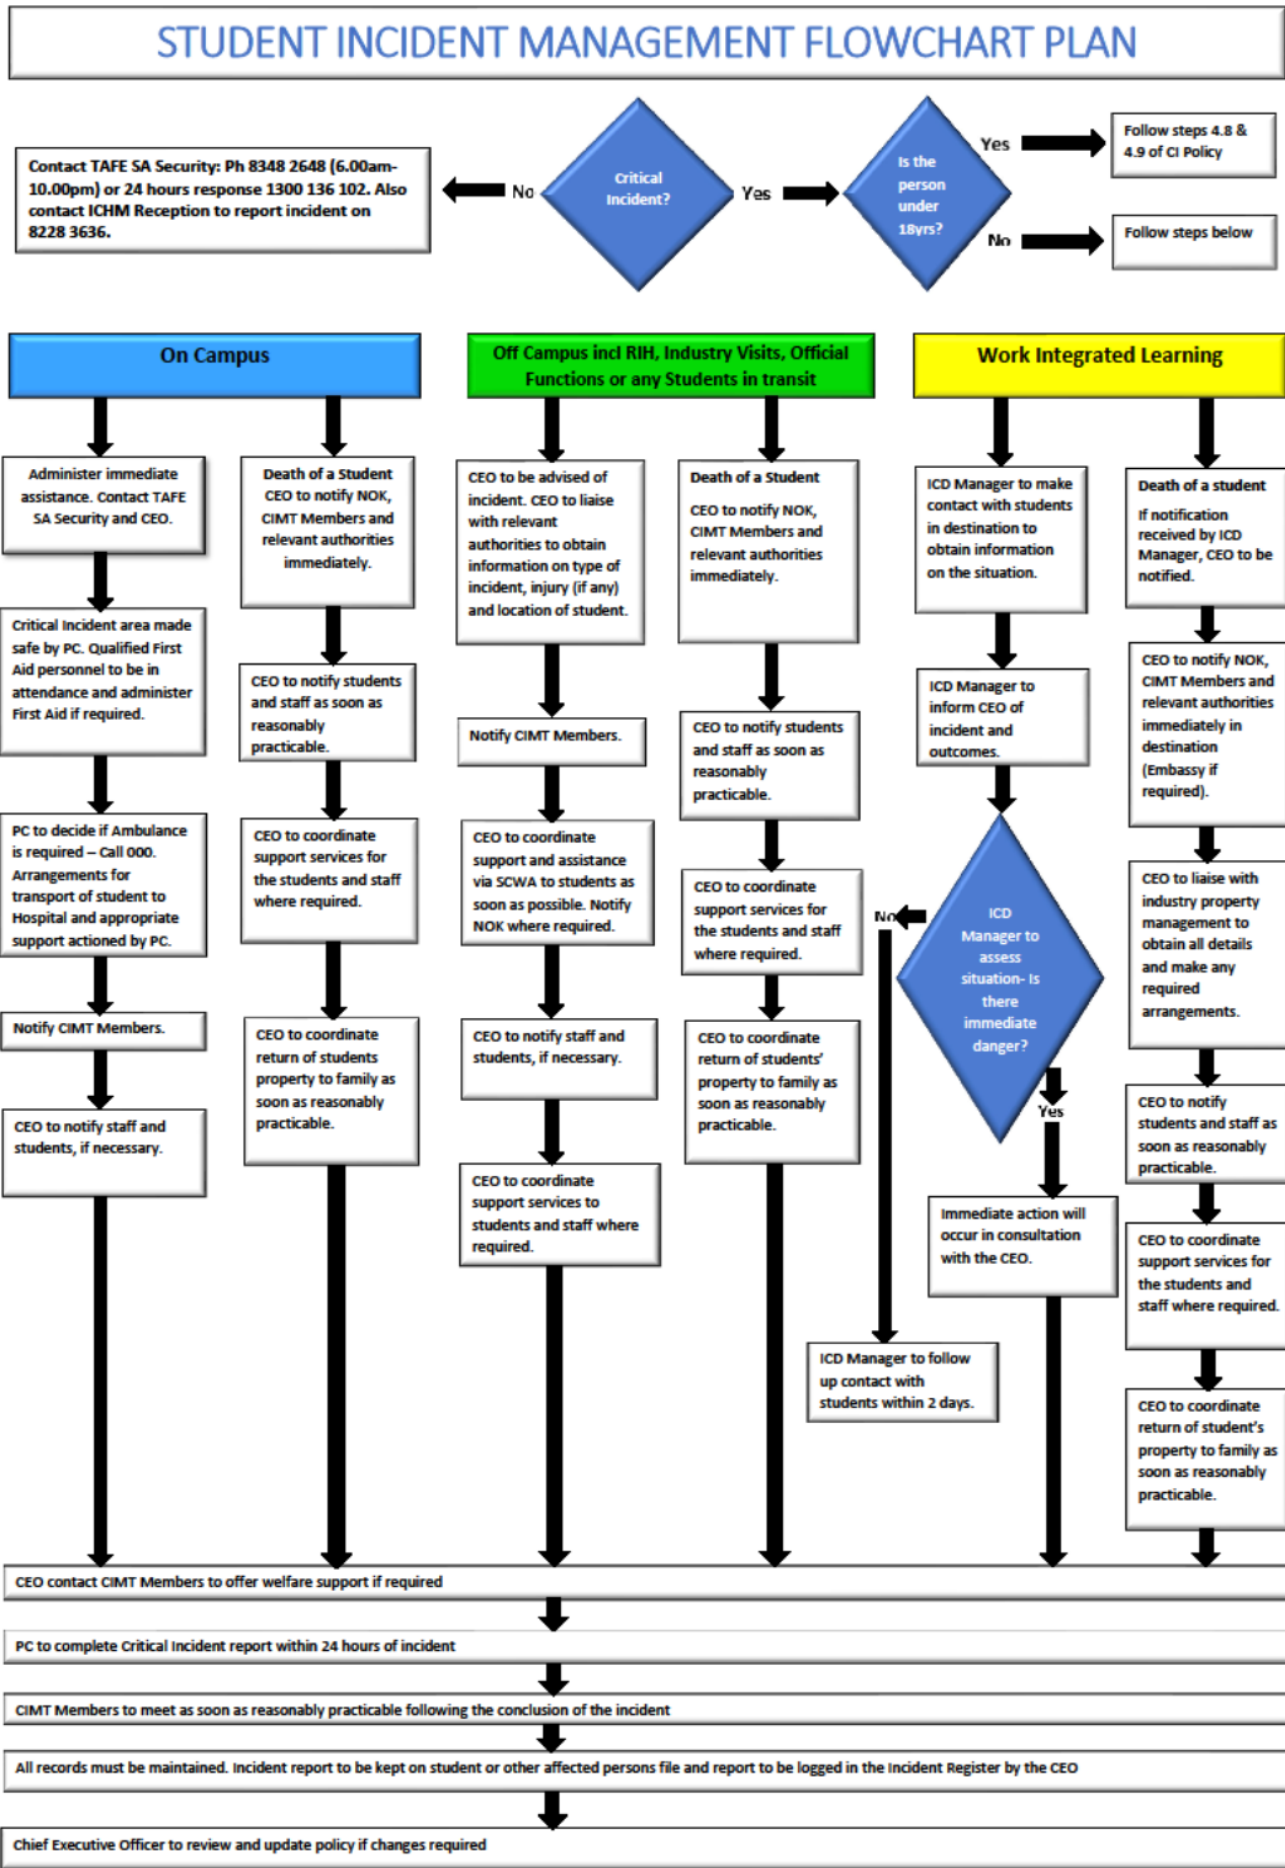 STUDENT INCIDENT MANAGEMENT FLOWCHART PLAN
Contact TAFE SA Security: Ph 8348 2648 (6.00am-
10.00pm) or 24 hours response 1300 136 102. Also
contact ICHM Reception to report incident on
8228 3636.
No
Critical
Incident?
Yes
Is the
person
under
18yrs?
Yes
Follow steps 4.8 &
4.9 of CI Policy
No
Follow steps below
On Campus
Administer immediate
assistance. Contact TAFE
SA Security and CEO.
Critical Incident area made
safe by PC. Qualified First
Aid personnel to be in
attendance and administer
First Aid if required.
PC to decide if Ambulance
is required – Call 000.
Arrangements for
transport of student to
Hospital and appropriate
support actioned by PC.
Notify CIMT Members.
CEO to notify staff and
students, if necessary.
Death of a Student
CEO to notify NOK,
CIMT Members and
relevant authorities
immediately.
CEO to notify students
and staff as soon as
reasonably
practicable.
CEO to coordinate
support services for
the students and staff
where required.
CEO to coordinate
return of students
property to family as
soon as reasonably
practicable.
Off Campus incl RIH, Industry Visits, Official
Functions or any Students in transit
CEO to be advised of
incident. CEO to liaise
with relevant
authorities to obtain
information on type of
incident, injury (if any)
and location of student.
Notify CIMT Members.
CEO to coordinate
support and assistance
via SCWA to students as
soon as possible. Notify
NOK where required.
CEO to notify staff and
students, if necessary.
CEO to coordinate
support services to
students and staff where
required.
Death of a Student
CEO to notify NOK,
CIMT Members and
relevant authorities
immediately.
CEO to notify students
and staff as soon as
reasonably
practicable.
CEO to coordinate
support services for
the students and staff
where required.
CEO to coordinate
return of students'
property to family as
soon as reasonably
practicable.
Work Integrated Learning
ICD Manager to make
contact with students
in destination to
obtain information
on the situation.
ICD Manager to
inform CEO of
incident and
outcomes.
ICD
Manager to
assess
situation- Is
there
immediate
danger?
No
ICD Manager to follow
up contact with
students within 2 days.
Yes
Immediate action will
occur in consultation
with the CEO.
Death of a student
If notification
received by ICD
Manager, CEO to be
notified.
CEO to notify NOK,
CIMT Members and
relevant authorities
immediately in
destination
(Embassy if
required).
CEO to liaise with
industry property
management to
obtain all details
and make any
required
arrangements.
CEO to notify
students and staff as
soon as reasonably
practicable.
CEO to coordinate
support services for
the students and
staff where required.
CEO to coordinate
return of student's
property to family as
soon as reasonably
practicable.
CEO contact CIMT Members to offer welfare support if required
PC to complete Critical Incident report within 24 hours of incident
CIMT Members to meet as soon as reasonably practicable following the conclusion of the incident
All records must be maintained. Incident report to be kept on student or other affected persons file and report to be logged in the Incident Register by the CEO
Chief Executive Officer to review and update policy if changes required